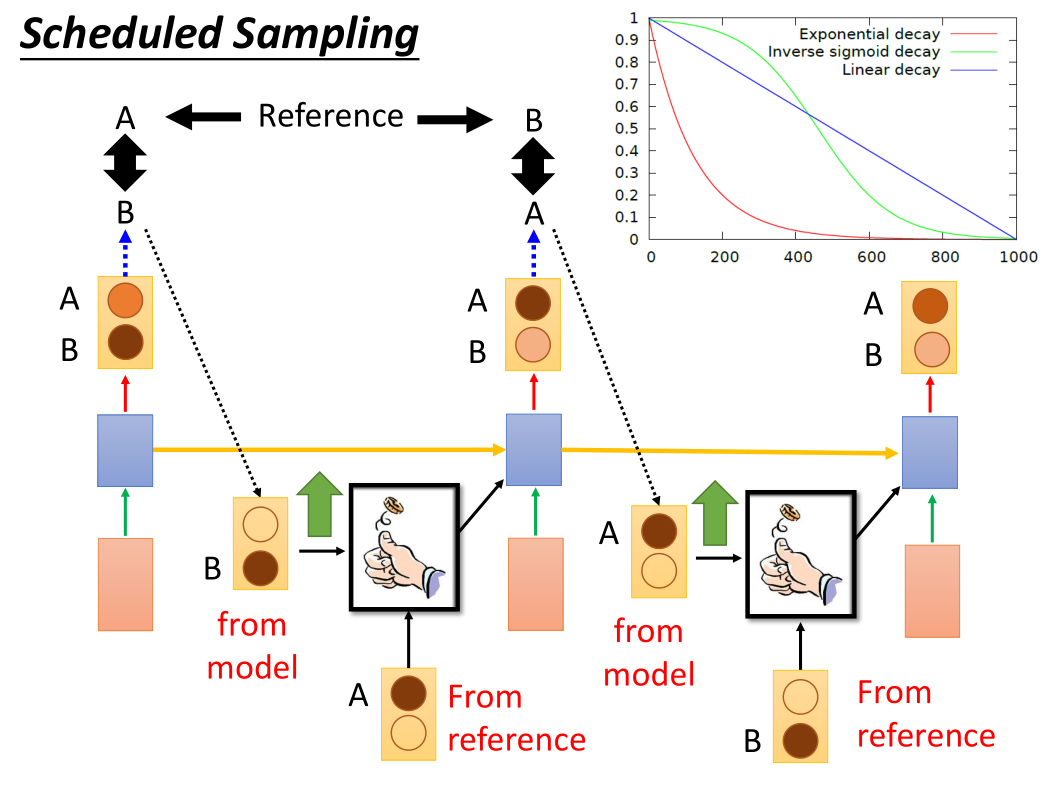 Scheduled Sampling
1
0.9
0.8
0.7
0.6
0.5
0.4
0.3
0.2
0.1
0
0 200 400 600 800 1000
Exponential decay
Inverse sigmoid decay
Linear decay
A Reference B
B A
A
B
A
B
A
B
B
from
model
A
From
reference
A
from
model
B
From
reference